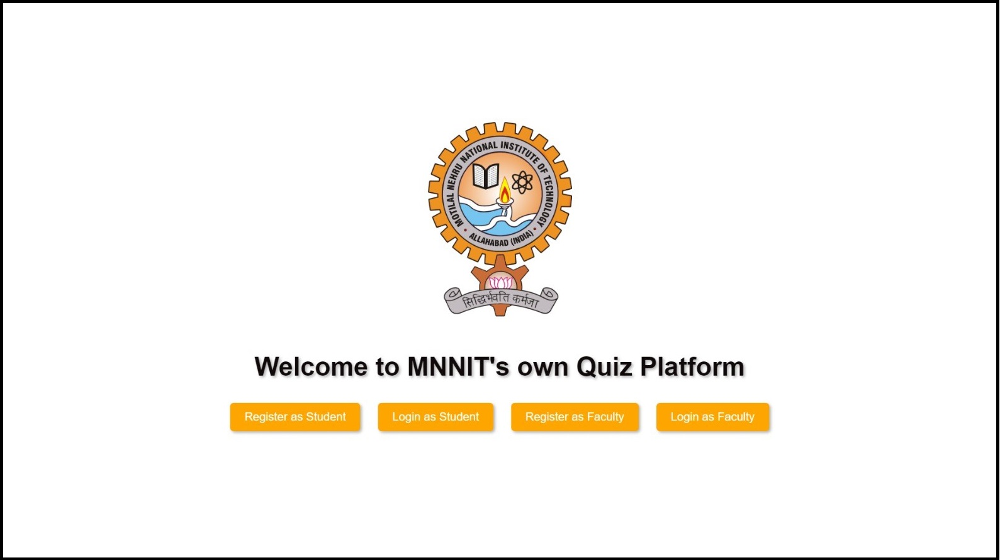 MOTILAL NEHRU NATIONAL INSTITUTE OF TECHNOLOGY
ALLAHABAD (INDIA)
सिद्धिर्भवति कर्मजा
Welcome to MNNIT's own Quiz Platform
Register as Student Login as Student Register as Faculty Login as Faculty